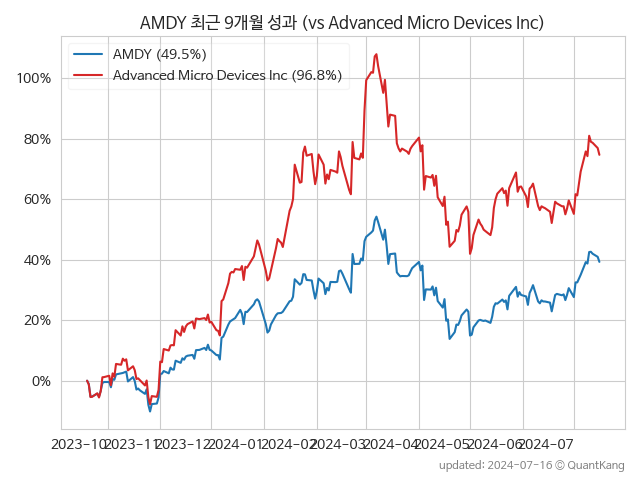 AMDY 최근 9개월 성과 (vs Advanced Micro Devices Inc)
AMDY (49.5%)
Advanced Micro Devices Inc (96.8%)
100%
80%
60%
40%
20%
0%
2023-10 2023-11 2023-12 2024-01 2024-02 2024-03 2024-04 2024-05 2024-06 2024-07
updated: 2024-07-16 © QuantKang